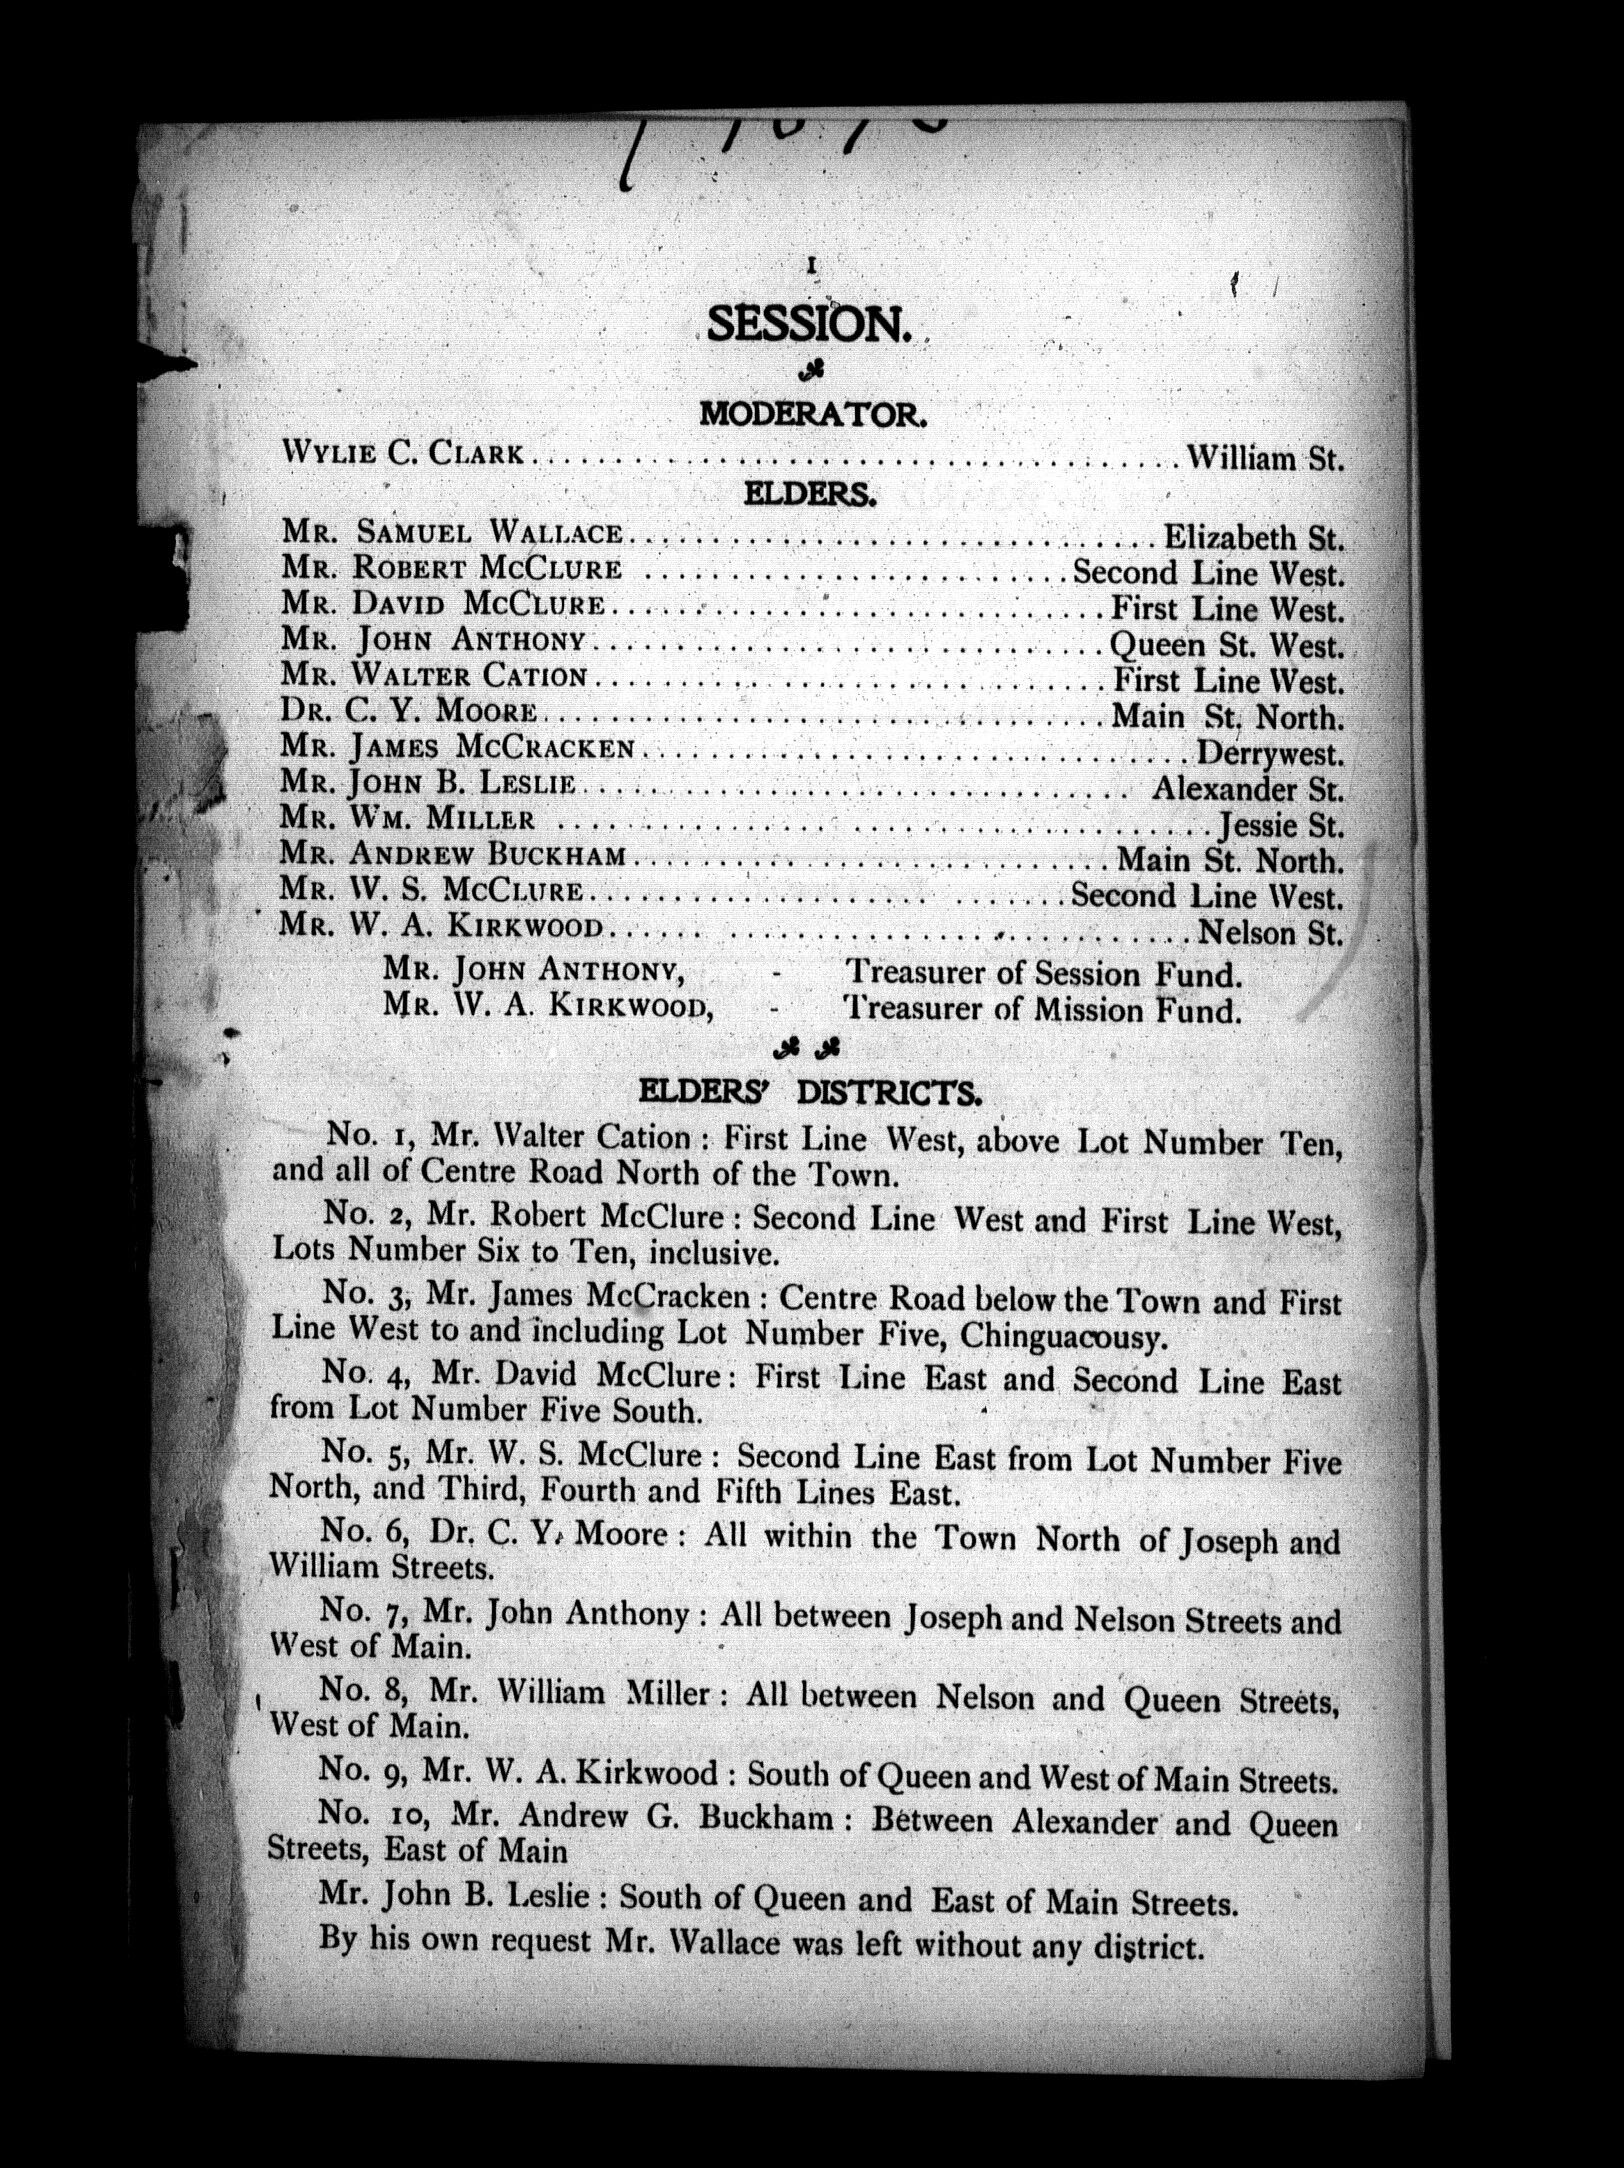 I
SESSION.
MODERATOR.
WYLIE C. CLARK........................................William St.
ELDERS.
MR. SAMUEL WALLACE................................Elizabeth St.
MR. ROBERT MCCLURE .........................Second Line West.
MR. DAVID MCCLURE..............................First Line West.
MR. JOHN ANTHONY...............................Queen St. West.
MR. WALTER CATION...............................First Line West.
DR. C. Y. MOORE..................................Main St. North.
MR. JAMES MCCRACKEN.................................Derrywest.
MR. JOHN B. LESLIE................................. Alexander St.
MR. WM. MILLER .......................................Jessie St.
MR. ANDREW BUCKHAM.............................Main St. North.
MR. W. S. MCCLURE............................Second Line West.
MR. W. A. KIRKWOOD...................................Nelson St.
MR. JOHN ANTHONY, - Treasurer of Session Fund.
MR. W. A. KIRKWOOD, - Treasurer of Mission Fund.
ELDERS' DISTRICTS.
No. 1, Mr. Walter Cation : First Line West, above Lot Number Ten,
and all of Centre Road North of the Town.
No. 2, Mr. Robert McClure : Second Line West and First Line West,
Lots Number Six to Ten, inclusive.
No. 3, Mr. James McCracken : Centre Road below the Town and First
Line West to and including Lot Number Five, Chinguacousy.
No. 4, Mr. David McClure : First Line East and Second Line East
from Lot Number Five South.
No. 5, Mr. W. S. McClure : Second Line East from Lot Number Five
North, and Third, Fourth and Fifth Lines East.
No. 6, Dr. C. Y. Moore : All within the Town North of Joseph and
William Streets.
No. 7, Mr. John Anthony : All between Joseph and Nelson Streets and
West of Main.
No. 8, Mr. William Miller : All between Nelson and Queen Streets,
West of Main.
No. 9, Mr. W. A. Kirkwood : South of Queen and West of Main Streets.
No. 10, Mr. Andrew G. Buckham : Between Alexander and Queen
Streets, East of Main
Mr. John B. Leslie : South of Queen and East of Main Streets.
By his own request Mr. Wallace was left without any district.